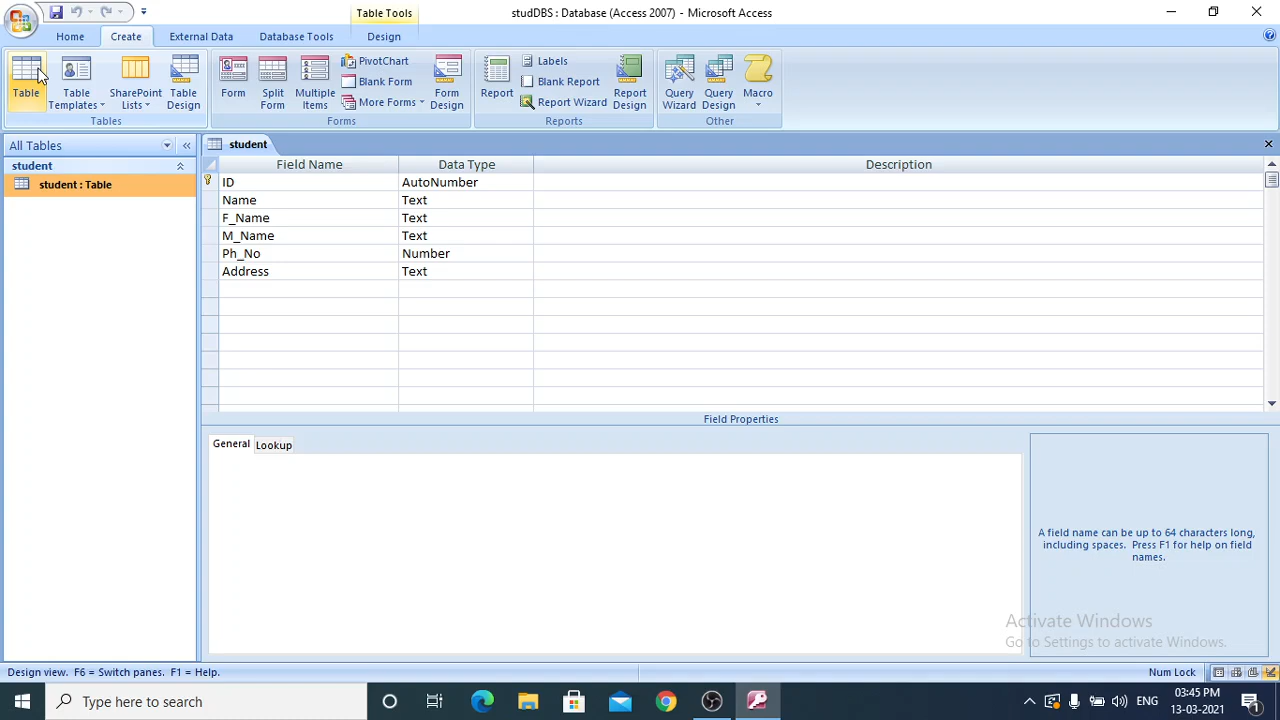 Table Tools
studDBS : Database (Access 2007) - Microsoft Access
Home
Create
External Data
Database Tools
Design
Table
Table Templates
SharePoint Lists
Table Design
Tables
Form
Split Form
Multiple Items
PivotChart
Blank Form
More Forms
Form Design
Forms
Report
Labels
Blank Report
Report Wizard
Report Design
Reports
Query Wizard
Query Design
Macro
Other
All Tables
student
student : Table
student
Field Name Data Type Description
ID AutoNumber
Name Text
F_Name Text
M_Name Text
Ph_No Number
Address Text
Field Properties
General
Lookup
A field name can be up to 64 characters long,
including spaces. Press F1 for help on field
names.
Activate Windows
Go to Settings to activate Windows.
Design view. F6 = Switch panes. F1 = Help.
Num Lock
Type here to search
ENG
03:45 PM
13-03-2021
1